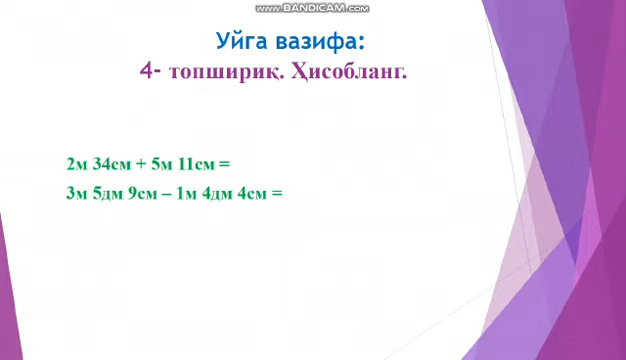 www.BANDICAM.com
Уйга вазифа:
4- топшириқ. Ҳисобланг.
2м 34см + 5м 11см =
3м 5дм 9см – 1м 4дм 4см =